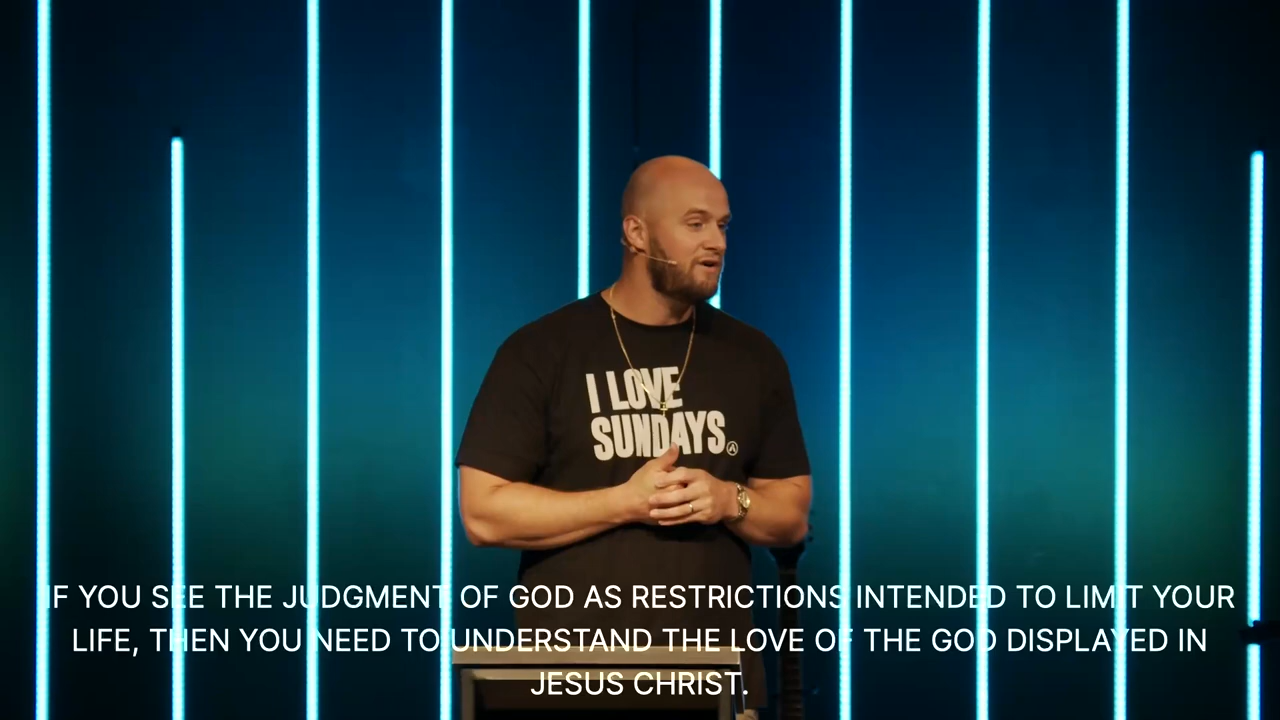 I LOVE
SUNDAYS
IF YOU SEE THE JUDGMENT OF GOD AS RESTRICTIONS INTENDED TO LIMIT YOUR
LIFE, THEN YOU NEED TO UNDERSTAND THE LOVE OF THE GOD DISPLAYED IN
JESUS CHRIST.